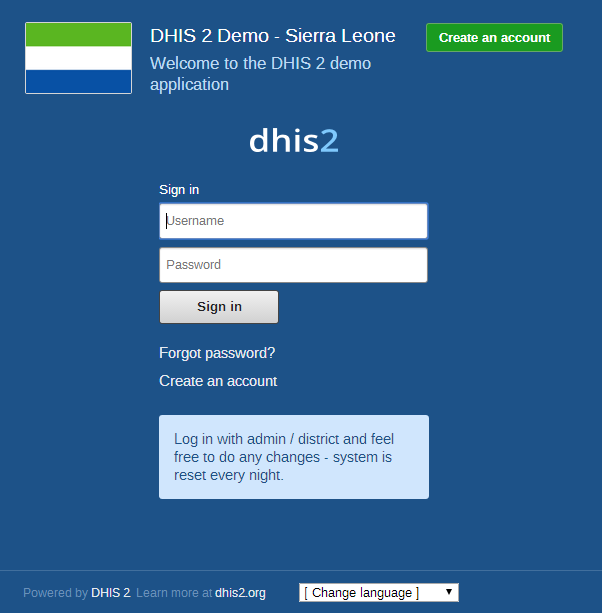 DHIS 2 Demo - Sierra Leone
Welcome to the DHIS 2 demo
application
Create an account
dhis2
Sign in
Username
Password
Sign in
Forgot password?
Create an account
Log in with admin / district and feel
free to do any changes - system is
reset every night.
Powered by DHIS 2 Learn more at dhis2.org
[ Change language ]